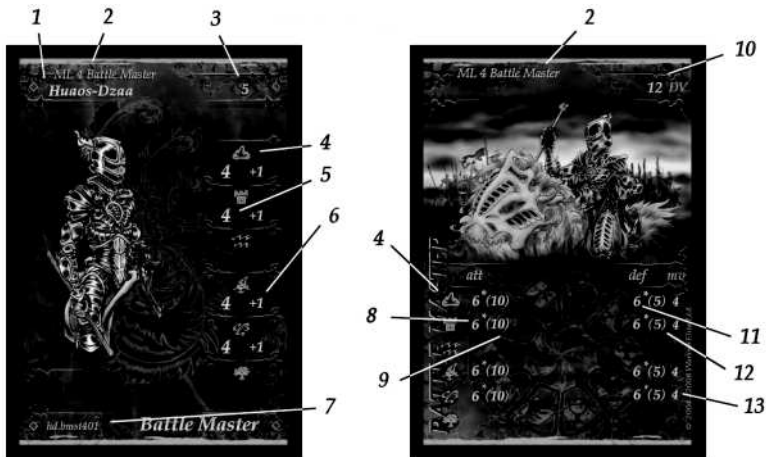 1
2
3
ML 4 Battle Master
Huaos-Dzaa
5
4
4 +1
5
4 +1
6
4 +1
4 +1
7
hd.bmst401
Battle Master
2
10
ML 4 Battle Master
12 DV
4
att def mv
6*(10) 6*(5) 4
8
6*(10) 6*(5) 4
11
9
12
6*(10) 6*(5) 4
6*(10) 6*(5) 4
13